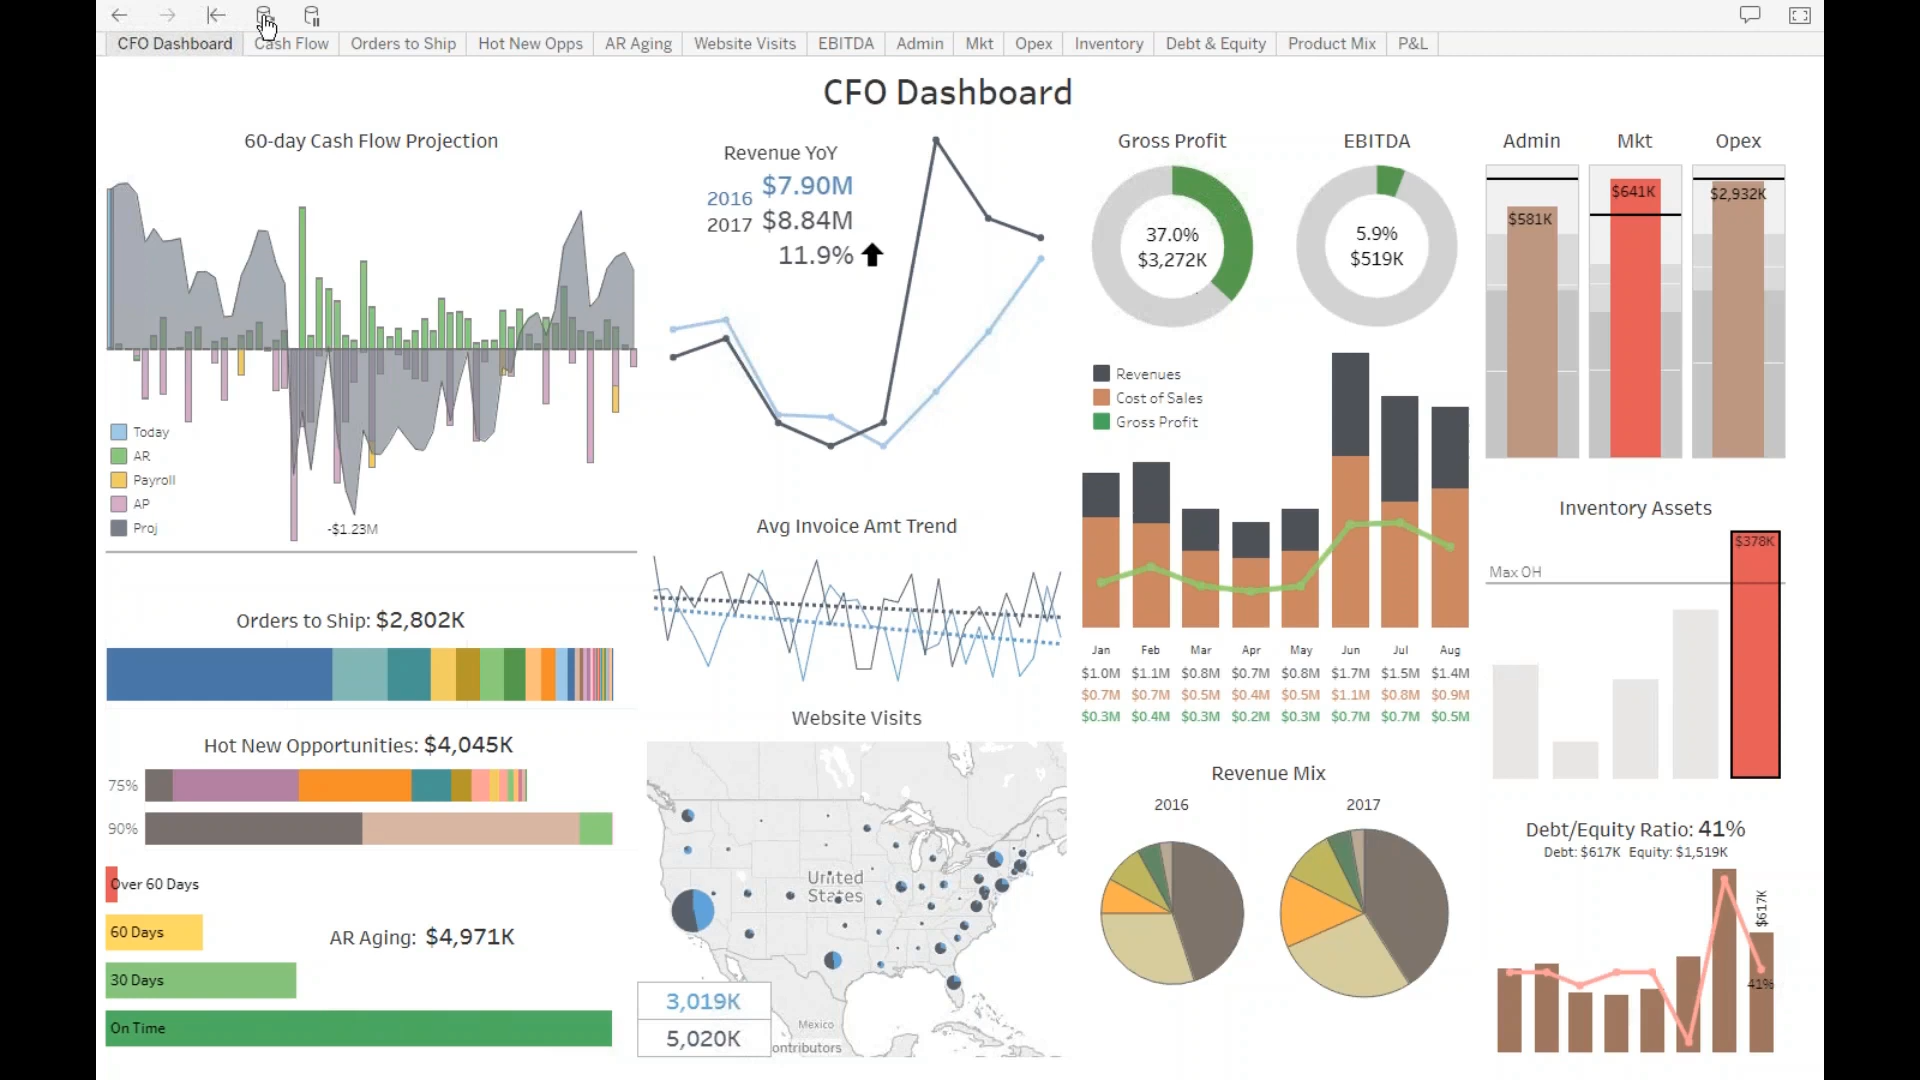 CFO Dashboard
Cash Flow
Orders to Ship
Hot New Opps
AR Aging
Website Visits
EBITDA
Admin
Mkt
Opex
Inventory
Debt & Equity
Product Mix
P&L
CFO Dashboard
60-day Cash Flow Projection
Today
AR
Payroll
AP
Proj
-$1.23M
Orders to Ship: $2,802K
Hot New Opportunities: $4,045K
75%
90%
Over 60 Days
60 Days
AR Aging: $4,971K
30 Days
On Time
Revenue YoY
2016 $7.90M
2017 $8.84M
11.9%
Avg Invoice Amt Trend
Website Visits
United
States
Mexico
ontributors
3,019K
5,020K
Gross Profit
37.0%
$3,272K
EBITDA
5.9%
$519K
Revenues
Cost of Sales
Gross Profit
Jan Feb Mar Apr May Jun Jul Aug
$1.0M $1.1M $0.8M $0.7M $0.8M $1.7M $1.5M $1.4M
$0.7M $0.7M $0.5M $0.4M $0.5M $1.1M $0.8M $0.9M
$0.3M $0.4M $0.3M $0.2M $0.3M $0.7M $0.7M $0.5M
Revenue Mix
2016 2017
Admin Mkt Opex
$581K $641K $2,932K
Inventory Assets
$378K
Max OH
Debt/Equity Ratio: 41%
Debt: $617K Equity: $1,519K
$617K
41%